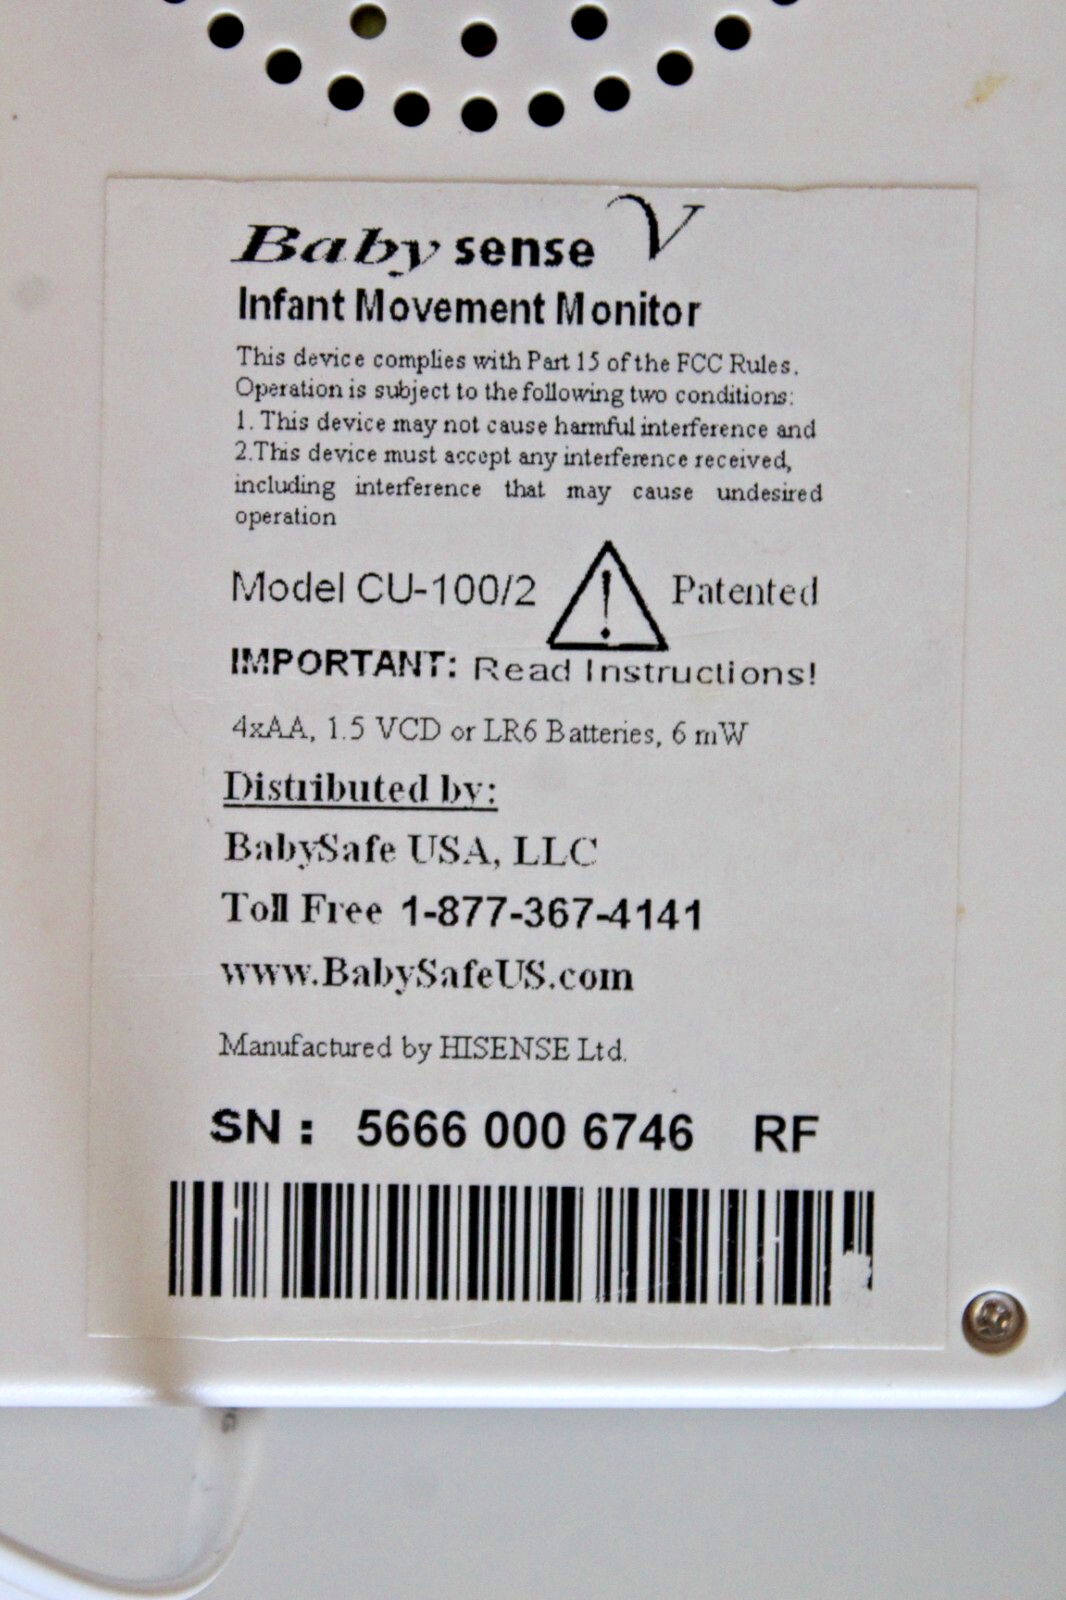 Baby sense V
Infant Movement Monitor
This device complies with Part 15 of the FCC Rules.
Operation is subject to the following two conditions:
1. This device may not cause harmful interference and
2.This device must accept any interference received,
including interference that may cause undesired
operation
Model CU-100/2 ! Patented
IMPORTANT: Read Instructions!
4xAA, 1.5 VCD or LR6 Batteries, 6 mW
Distributed by:
BabySafe USA, LLC
Toll Free 1-877-367-4141
www.BabySafeUS.com
Manufactured by HISENSE Ltd.
SN : 5666 000 6746 RF